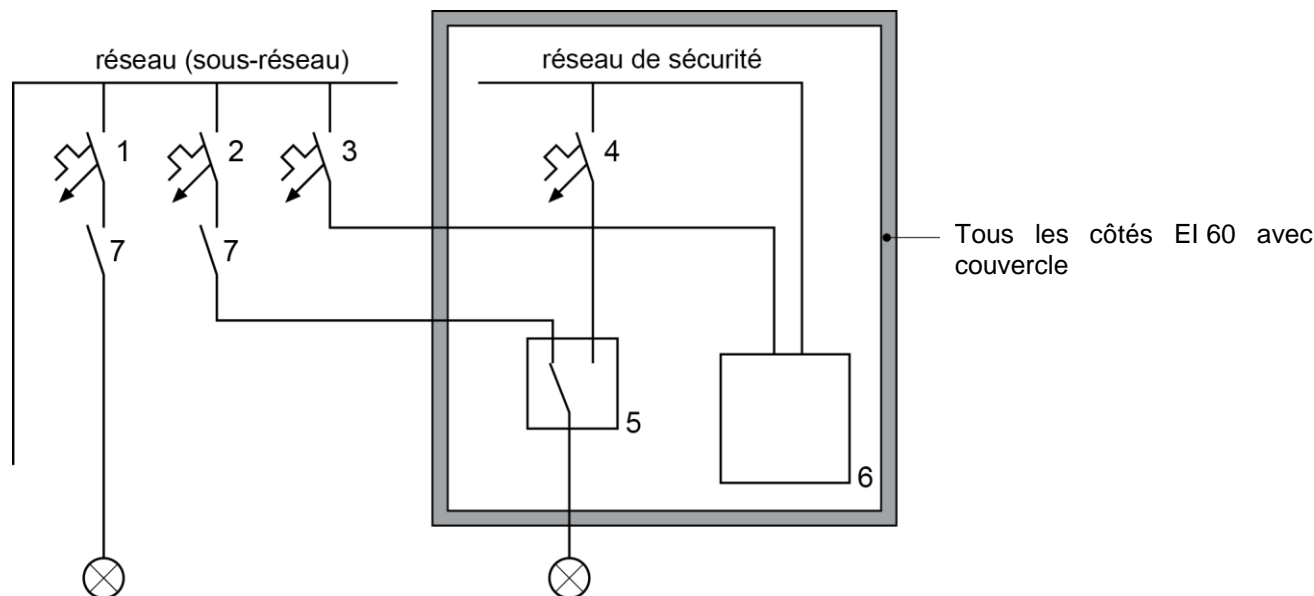 réseau (sous-réseau)
réseau de sécurité
1
2
3
4
7
7
Tous les côtés EI 60 avec
couvercle
5
6